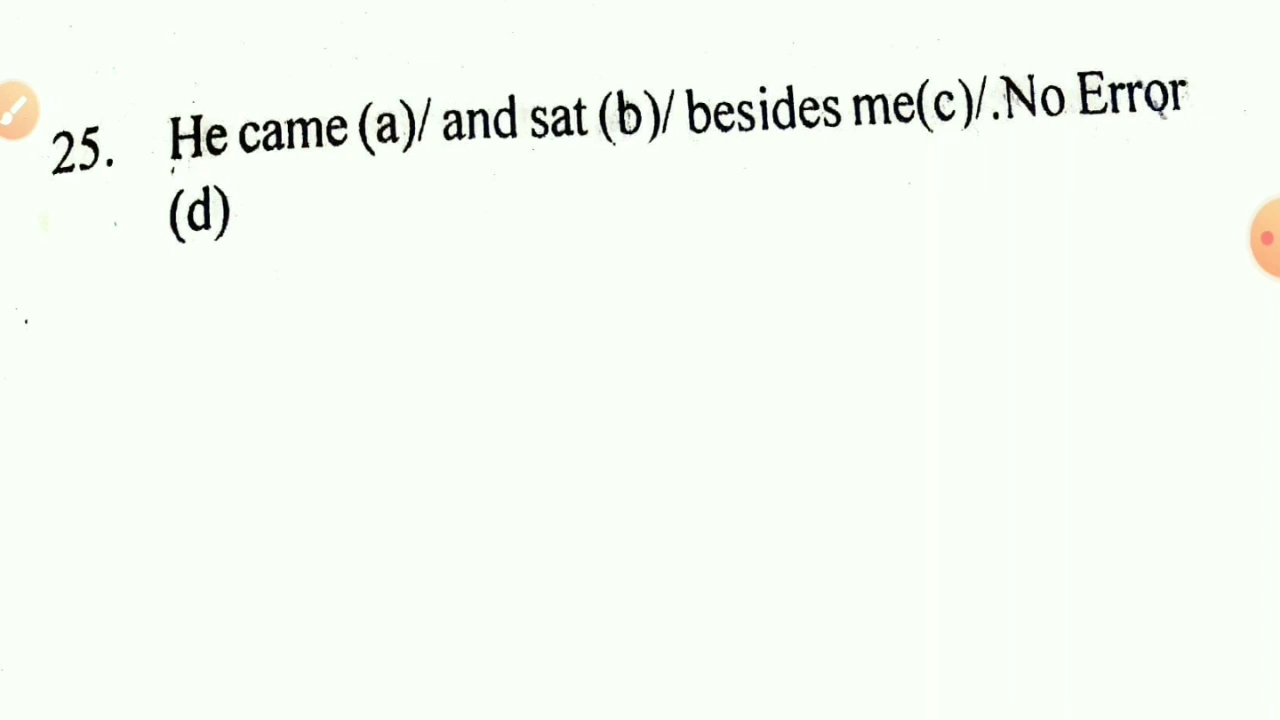 25. He came (a)/ and sat (b)/ besides me(c)/.No Error
(d)